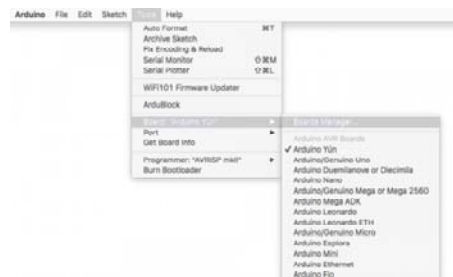 Arduino File Edit Sketch Tools Help
Auto Format ⌘T
Archive Sketch
Fix Encoding & Reload
Serial Monitor ⇧⌘M
Serial Plotter ⇧⌘L
WiFi101 Firmware Updater
ArduBlock
Board: "Arduino Yún"
Port
Get Board Info
Programmer: "AVRISP mkII"
Burn Bootloader
Boards Manager...
Arduino AVR Boards
✓ Arduino Yún
Arduino/Genuino Uno
Arduino Duemilanove or Diecimila
Arduino Nano
Arduino/Genuino Mega or Mega 2560
Arduino Mega ADK
Arduino Leonardo
Arduino Leonardo ETH
Arduino/Genuino Micro
Arduino Esplora
Arduino Mini
Arduino Ethernet
Arduino Fio